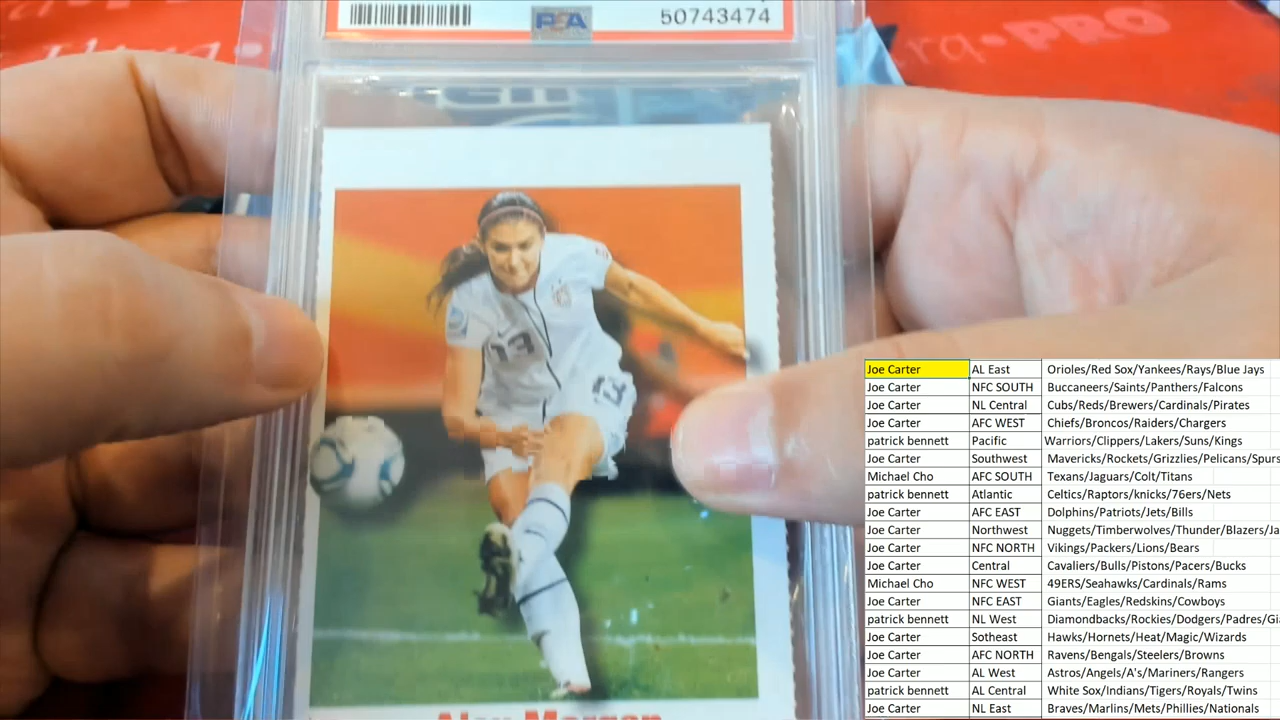 PSA
50743474
PRO
13
13
Alex Morgan
Joe Carter AL East Orioles/Red Sox/Yankees/Rays/Blue Jays
Joe Carter NFC SOUTH Buccaneers/Saints/Panthers/Falcons
Joe Carter NL Central Cubs/Reds/Brewers/Cardinals/Pirates
Joe Carter AFC WEST Chiefs/Broncos/Raiders/Chargers
patrick bennett Pacific Warriors/Clippers/Lakers/Suns/Kings
Joe Carter Southwest Mavericks/Rockets/Grizzlies/Pelicans/Spurs
Michael Cho AFC SOUTH Texans/Jaguars/Colt/Titans
patrick bennett Atlantic Celtics/Raptors/knicks/76ers/Nets
Joe Carter AFC EAST Dolphins/Patriots/Jets/Bills
Joe Carter Northwest Nuggets/Timberwolves/Thunder/Blazers/Ja
Joe Carter NFC NORTH Vikings/Packers/Lions/Bears
Joe Carter Central Cavaliers/Bulls/Pistons/Pacers/Bucks
Michael Cho NFC WEST 49ERS/Seahawks/Cardinals/Rams
Joe Carter NFC EAST Giants/Eagles/Redskins/Cowboys
patrick bennett NL West Diamondbacks/Rockies/Dodgers/Padres/Gia
Joe Carter Sotheast Hawks/Hornets/Heat/Magic/Wizards
Joe Carter AFC NORTH Ravens/Bengals/Steelers/Browns
Joe Carter AL West Astros/Angels/A's/Mariners/Rangers
patrick bennett AL Central White Sox/Indians/Tigers/Royals/Twins
Joe Carter NL East Braves/Marlins/Mets/Phillies/Nationals